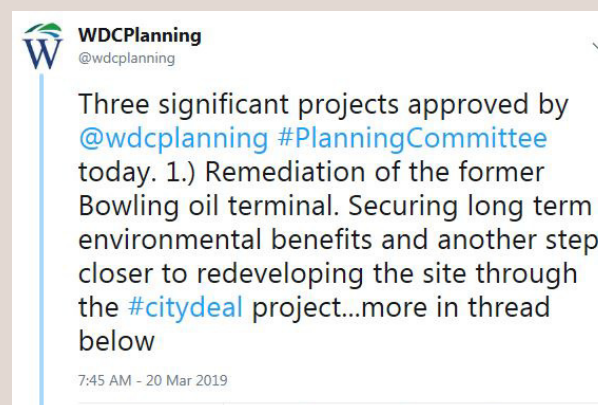 WDCPlanning
@wdcplanning
Three significant projects approved by
@wdcplanning #PlanningCommittee
today. 1.) Remediation of the former
Bowling oil terminal. Securing long term
environmental benefits and another step
closer to redeveloping the site through
the #citydeal project...more in thread
below
7:45 AM - 20 Mar 2019